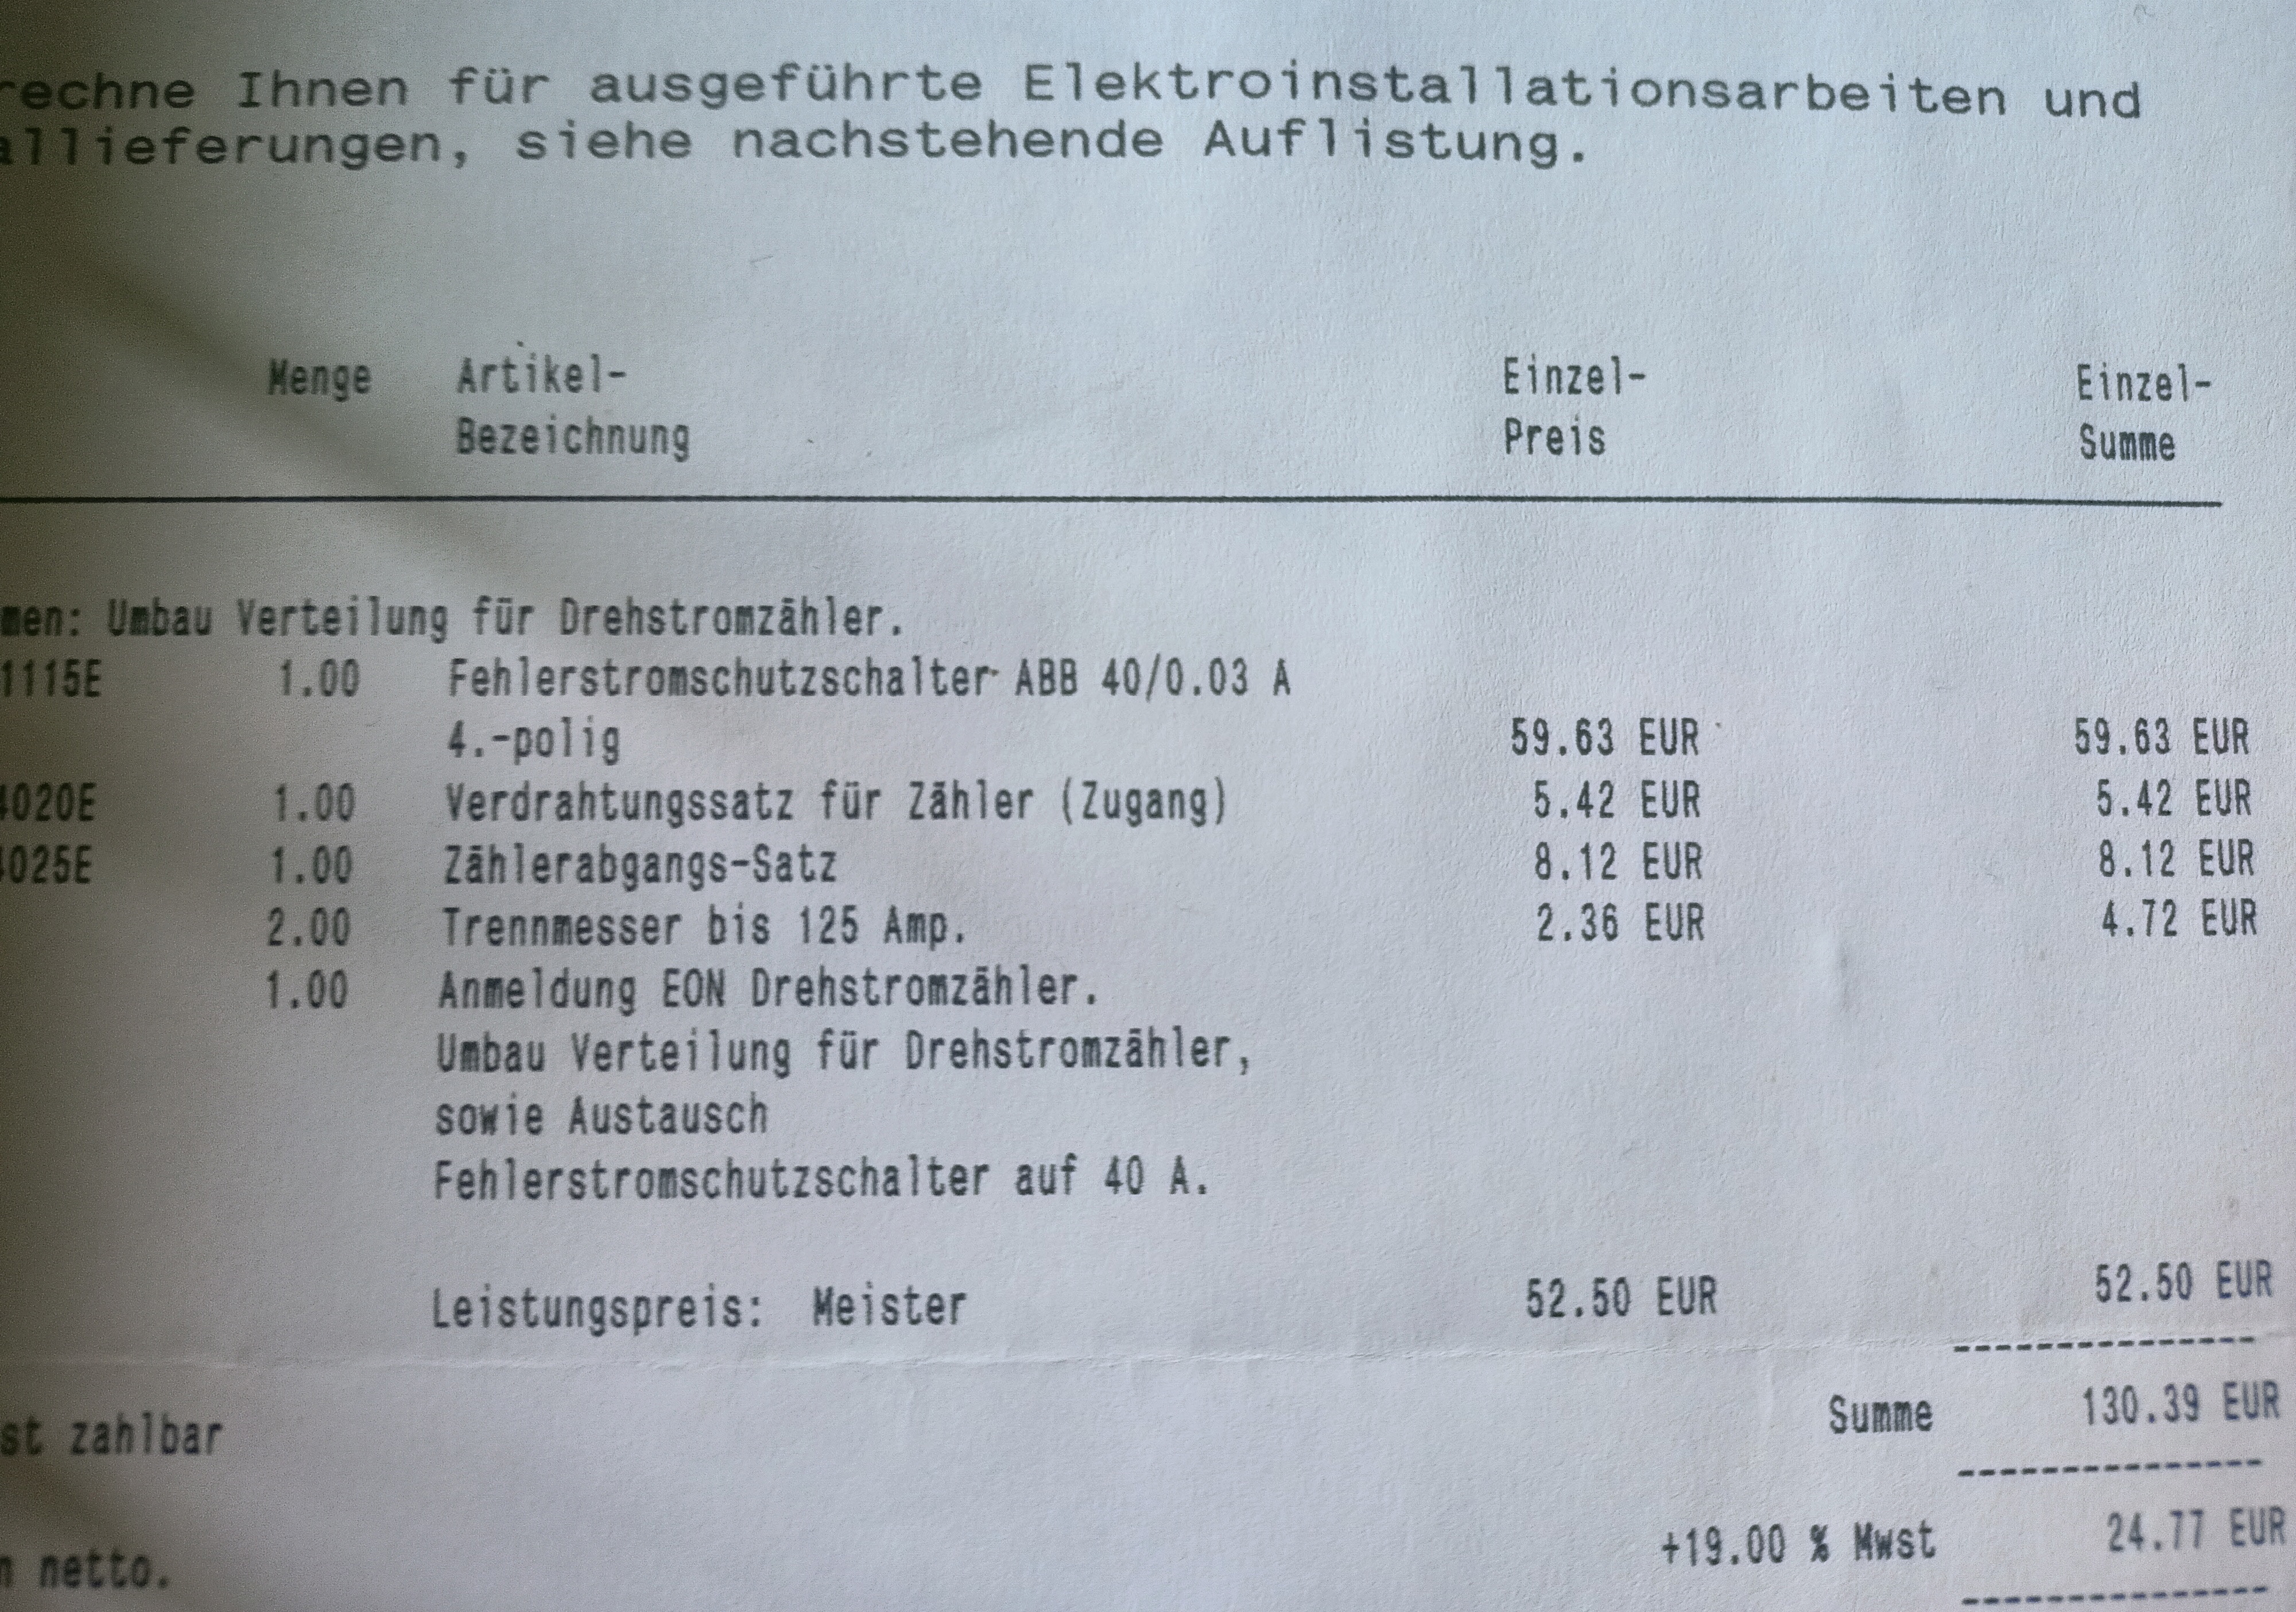 rechne Ihnen für ausgeführte Elektroinstallationsarbeiten und
allieferungen, siehe nachstehende Auflistung.
Menge Artikel- Einzel- Einzel-
Bezeichnung Preis Summe
men: Umbau Verteilung für Drehstromzähler.
1115E 1.00 Fehlerstromschutzschalter ABB 40/0.03 A
4.-polig 59.63 EUR 59.63 EUR
4020E 1.00 Verdrahtungssatz für Zähler (Zugang) 5.42 EUR 5.42 EUR
4025E 1.00 Zählerabgangs-Satz 8.12 EUR 8.12 EUR
2.00 Trennmesser bis 125 Amp. 2.36 EUR 4.72 EUR
1.00 Anmeldung EON Drehstromzähler.
Umbau Verteilung für Drehstromzähler,
sowie Austausch
Fehlerstromschutzschalter auf 40 A.
Leistungspreis: Meister 52.50 EUR 52.50 EUR
st zahlbar Summe 130.39 EUR
+19.00 % Mwst 24.77 EUR
n netto.